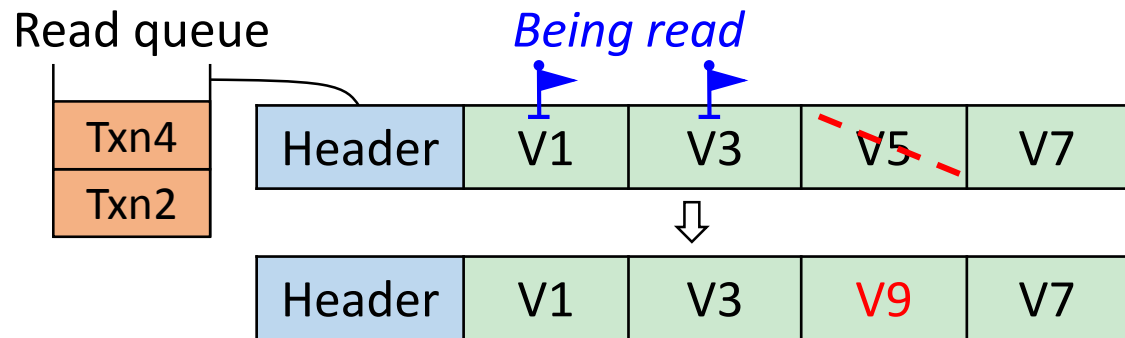 Read queue
Being read
Txn4
Txn2
Header V1 V3 V5 V7
Header V1 V3 V9 V7